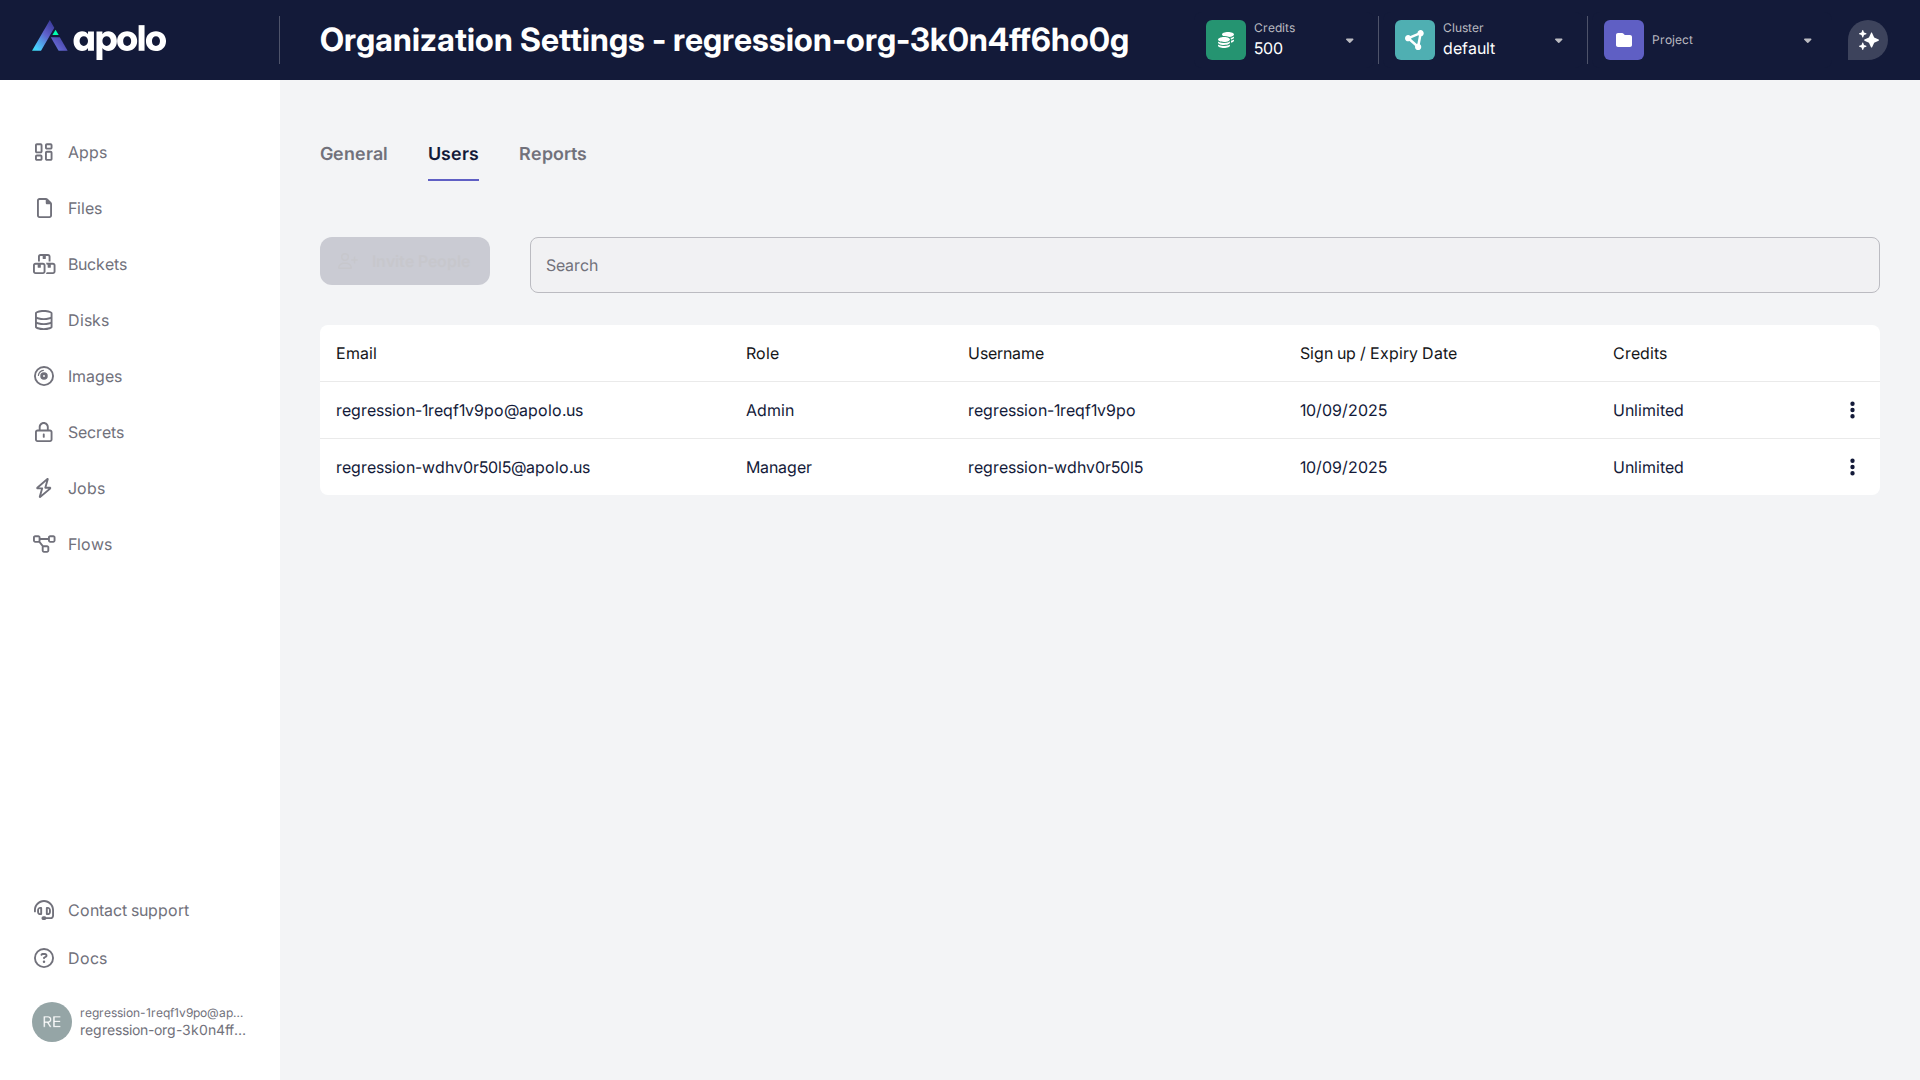 apolo
Organization Settings - regression-org-3k0n4ff6ho0g
Credits
500
Cluster
default
Project
Apps
Files
Buckets
Disks
Images
Secrets
Jobs
Flows
Contact support
Docs
RE
regression-1reqf1v9po@ap...
regression-org-3k0n4ff...
General Users Reports
Invite People
Search
Email Role Username Sign up / Expiry Date Credits
regression-1reqf1v9po@apolo.us Admin regression-1reqf1v9po 10/09/2025 Unlimited
regression-wdhv0r50l5@apolo.us Manager regression-wdhv0r50l5 10/09/2025 Unlimited